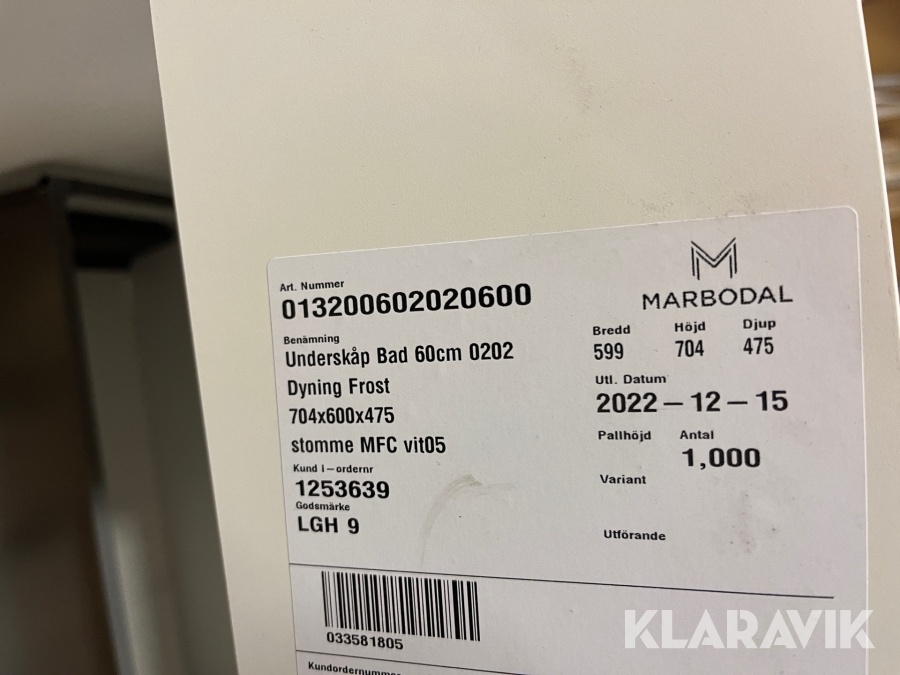 Art. Nummer
013200602020600
MARBODAL
Benämning
Underskåp Bad 60cm 0202
Dyning Frost
704x600x475
stomme MFC vit05
Bredd Höjd Djup
599 704 475
Utl. Datum
2022-12-15
Pallhöjd Antal
1,000
Variant
Utförande
Kund I-ordernr
1253639
Godsmärke
LGH 9
033581805
Kundordernummer
KLARAVIK